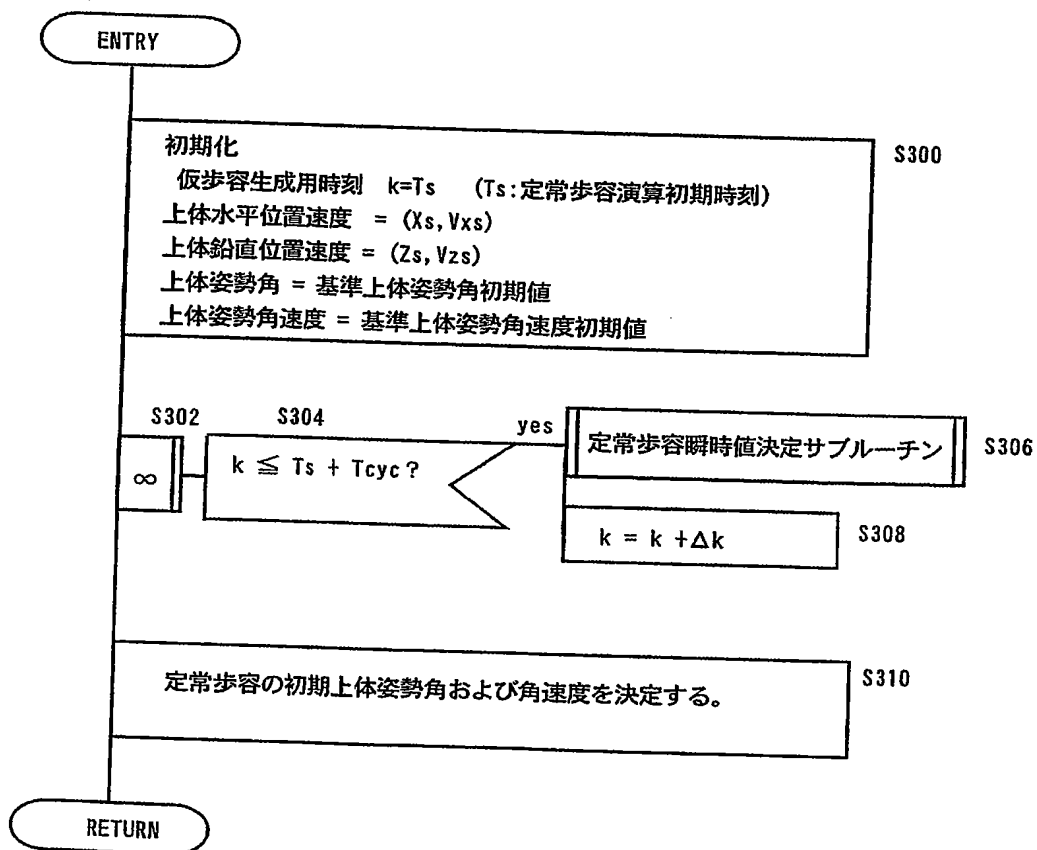 ENTRY
S300
初期化
仮歩容生成用時刻 k=Ts (Ts:定常歩容演算初期時刻)
上体水平位置速度 = (Xs,Vxs)
上体鉛直位置速度 = (Zs,Vzs)
上体姿勢角 = 基準上体姿勢角初期値
上体姿勢角速度 = 基準上体姿勢角速度初期値
S302
S304
yes
∞
k ≦ Ts + Tcyc?
定常歩容瞬時値決定サブルーチン
S306
k = k +Δk
S308
定常歩容の初期上体姿勢角および角速度を決定する。
S310
RETURN